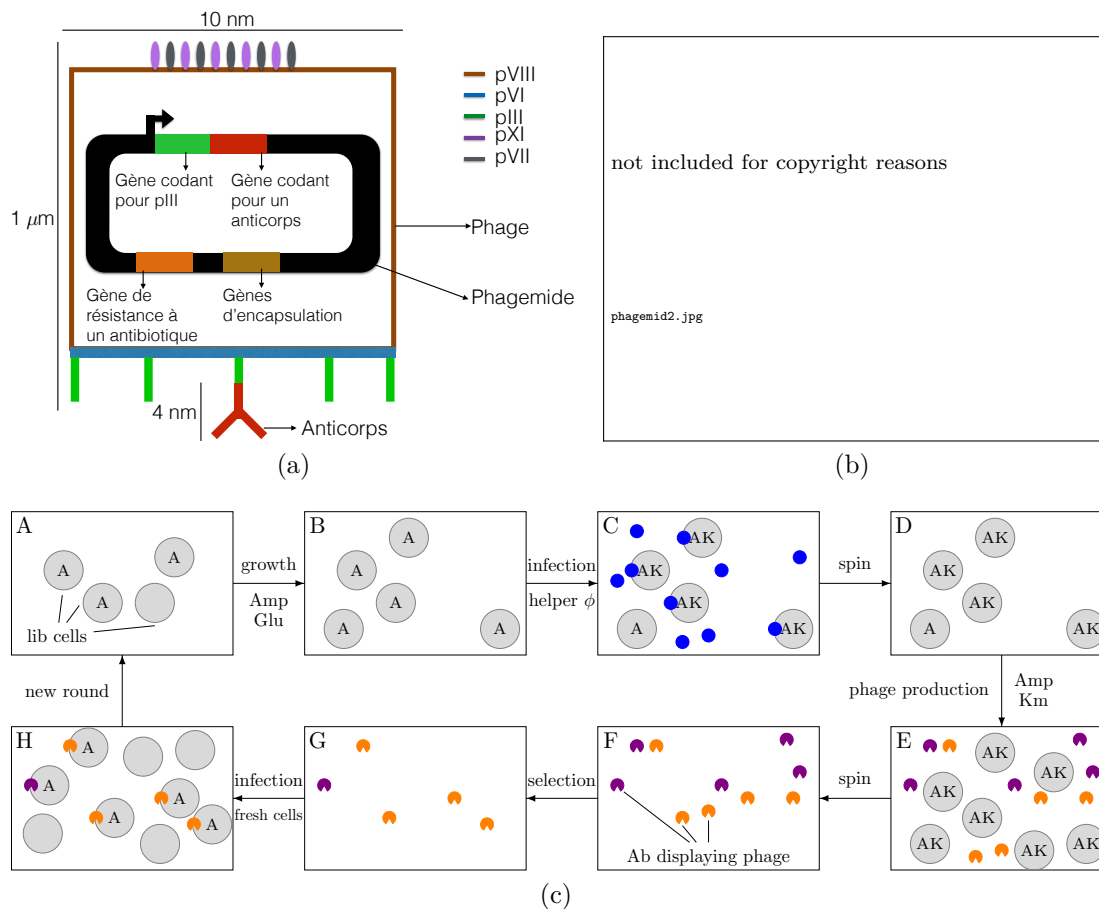 10 nm
1 μm
pVIII
pVI
pIII
pXI
pVII
Gène codant
pour pIII
Gène codant
pour un
anticorps
Phage
Phagemide
Gène de
résistance à
un antibiotique
Gènes
d'encapsulation
4 nm
Anticorps
(a)
not included for copyright reasons
phagemid2.jpg
(b)
A
A
A
A
lib cells
growth
Amp
Glu
B
A
A
A
A
A
infection
helper ϕ
C
AK
AK
AK
A
AK
spin
D
AK
AK
AK
A
AK
phage production
Amp
Km
E
AK
AK
AK
AK
AK
AK
spin
F
Ab displaying phage
selection
G
infection
fresh cells
H
A
A
A
A
A
new round
(c)